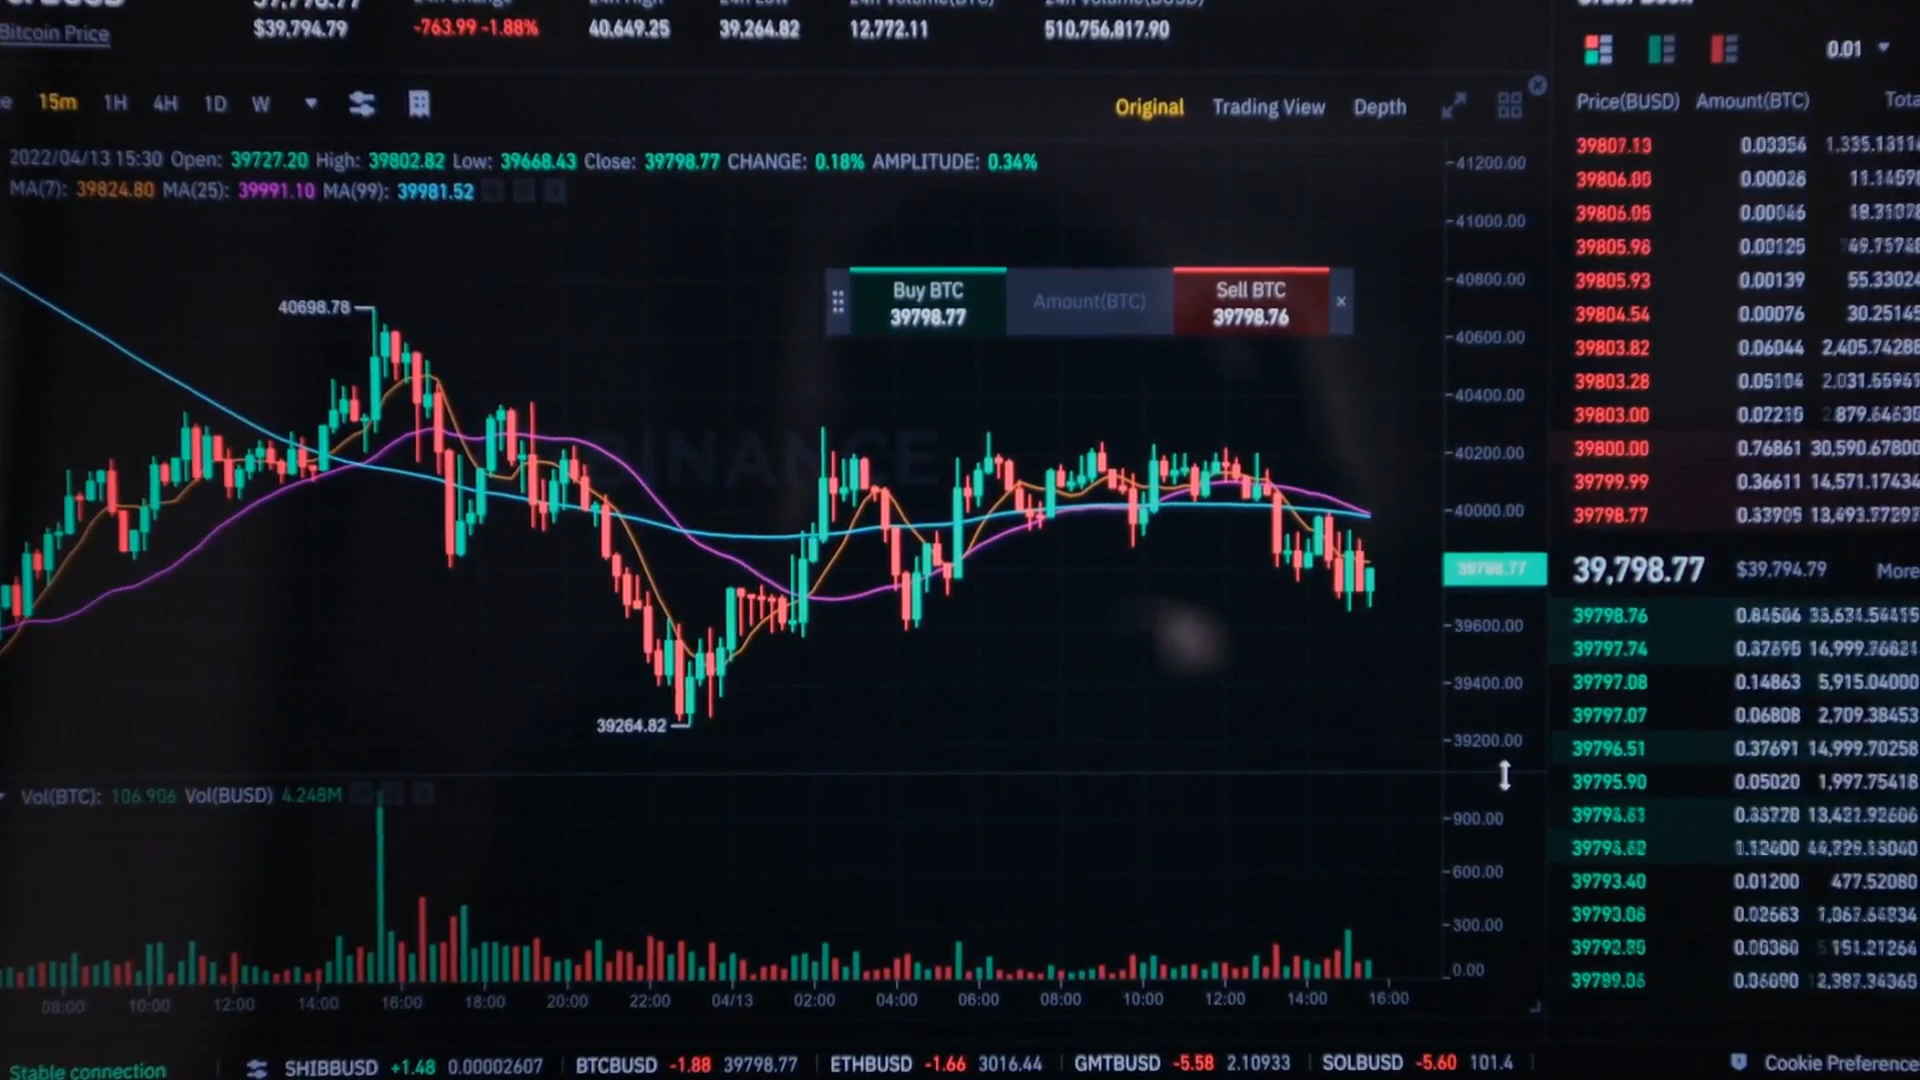 Bitcoin Price
$39,794.79
-763.99 -1.88%
40,649.25
39,264.82
12,772.11
510,756,817.90
0.01
15m 1H 4H 1D W
Original Trading View Depth
Price(BUSD) Amount(BTC)
2022/04/13 15:30 Open: 39727.20 High: 39802.82 Low: 39668.43 Close: 39798.77 CHANGE: 0.18% AMPLITUDE: 0.34%
MA(7): 39824.80 MA(25): 39991.10 MA(99): 39981.52
Buy BTC
39798.77
Amount(BTC)
Sell BTC
39798.76
×
40698.78
39264.82
BINANCE
41200.00
41000.00
40800.00
40600.00
40400.00
40200.00
40000.00
39798.77
39600.00
39400.00
39200.00
Vol(BTC): 106.906 Vol(BUSD) 4.248M
900.00
600.00
300.00
0.00
08:00 10:00 12:00 14:00 16:00 18:00 20:00 22:00 04/13 02:00 04:00 06:00 08:00 10:00 12:00 14:00 16:00
39807.13 0.03354
39806.05
39805.98 0.00125
39805.93 0.00139 55.33024
39804.54 0.00076 30.25145
39803.82 0.06044 2,405.74288
39803.28 0.05104
39803.00
39800.00 0.76861 30,590.67800
39799.99 0.36611 14,571.17434
39798.77 0.33905
39,798.77 $39,794.79 More
39798.76
39797.74
39797.08 0.14863 5,915.04000
39797.07 0.06808 2,709.38453
39796.51 0.37691 14,999.70258
39795.90 0.05020 1,997.75418
39793.40 0.01200 477.52080
39793.06 0.02663
Stable connection
SHIBBUSD +1.48 0.00002607
BTCBUSD -1.88 39798.77
ETHBUSD -1.66 3016.44
GMTBUSD -5.58 2.10933
SOLBUSD -5.60 101.4